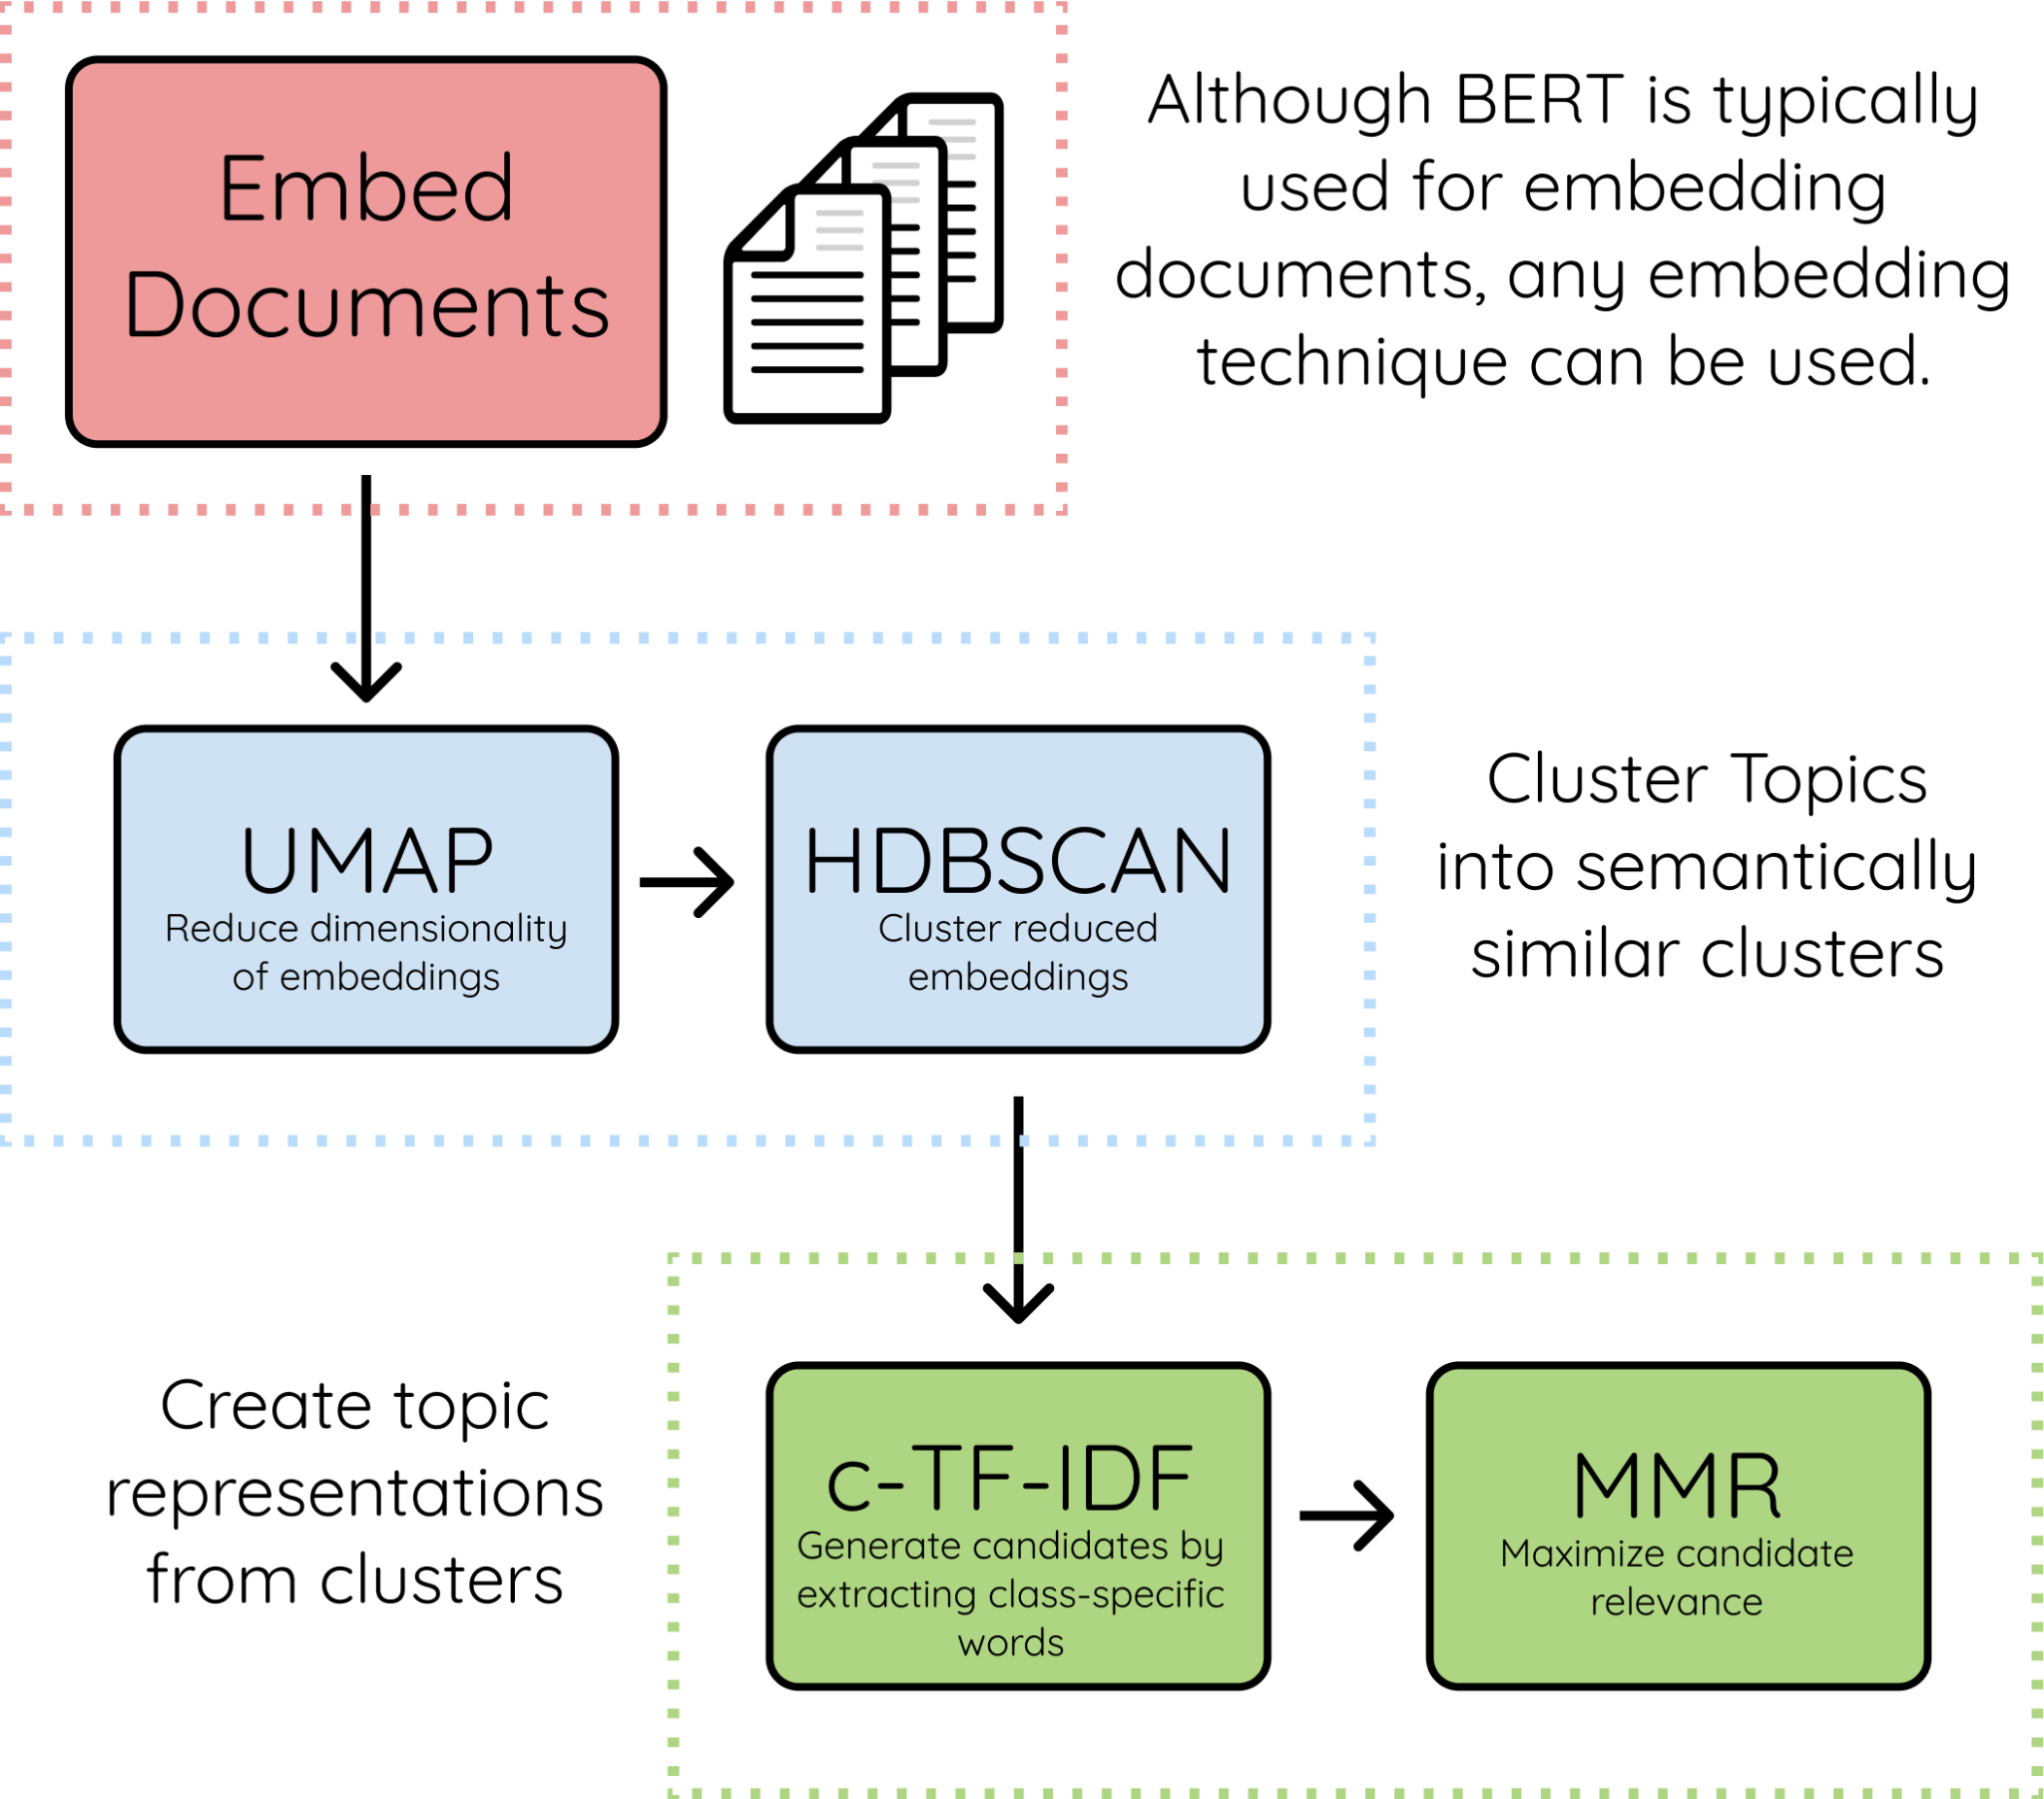 Embed
Documents
Although BERT is typically
used for embedding
documents, any embedding
technique can be used.
UMAP
Reduce dimensionality
of embeddings
HDBSCAN
Cluster reduced
embeddings
Cluster Topics
into semantically
similar clusters
Create topic
representations
from clusters
c-TF-IDF
Generate candidates by
extracting class-specific
words
MMR
Maximize candidate
relevance